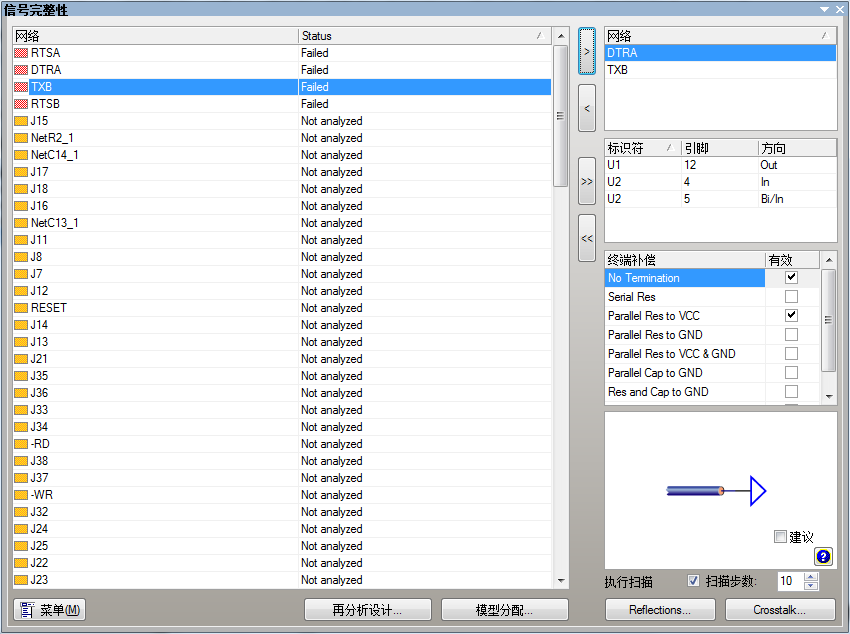 信号完整性
网络 Status
RTSA Failed
DTRA Failed
TXB Failed
RTSB Failed
J15 Not analyzed
NetR2_1 Not analyzed
NetC14_1 Not analyzed
J17 Not analyzed
J18 Not analyzed
J16 Not analyzed
NetC13_1 Not analyzed
J11 Not analyzed
J8 Not analyzed
J7 Not analyzed
J12 Not analyzed
RESET Not analyzed
J14 Not analyzed
J13 Not analyzed
J21 Not analyzed
J35 Not analyzed
J36 Not analyzed
J33 Not analyzed
J34 Not analyzed
-RD Not analyzed
J38 Not analyzed
J37 Not analyzed
-WR Not analyzed
J32 Not analyzed
J24 Not analyzed
J25 Not analyzed
J22 Not analyzed
J23 Not analyzed
菜单(M)
再分析设计...
模型分配...
>
<
>>
<<
网络
DTRA
TXB
标识符 引脚 方向
U1 12 Out
U2 4 In
U2 5 Bi/In
终端补偿 有效
No Termination
Serial Res
Parallel Res to VCC
Parallel Res to GND
Parallel Res to VCC & GND
Parallel Cap to GND
Res and Cap to GND
建议
?
执行扫描 扫描步数: 10
Reflections...
Crosstalk...